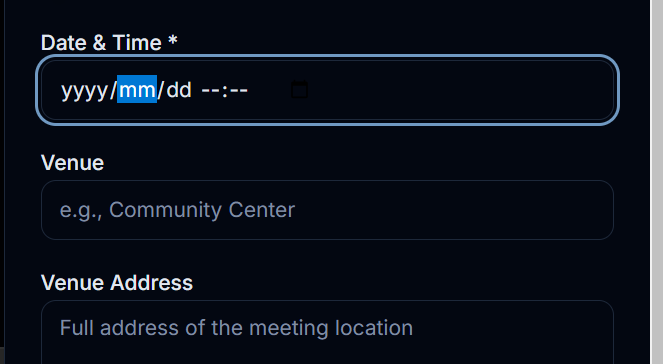 Date & Time *
yyyy/mm/dd --:--
Venue
e.g., Community Center
Venue Address
Full address of the meeting location